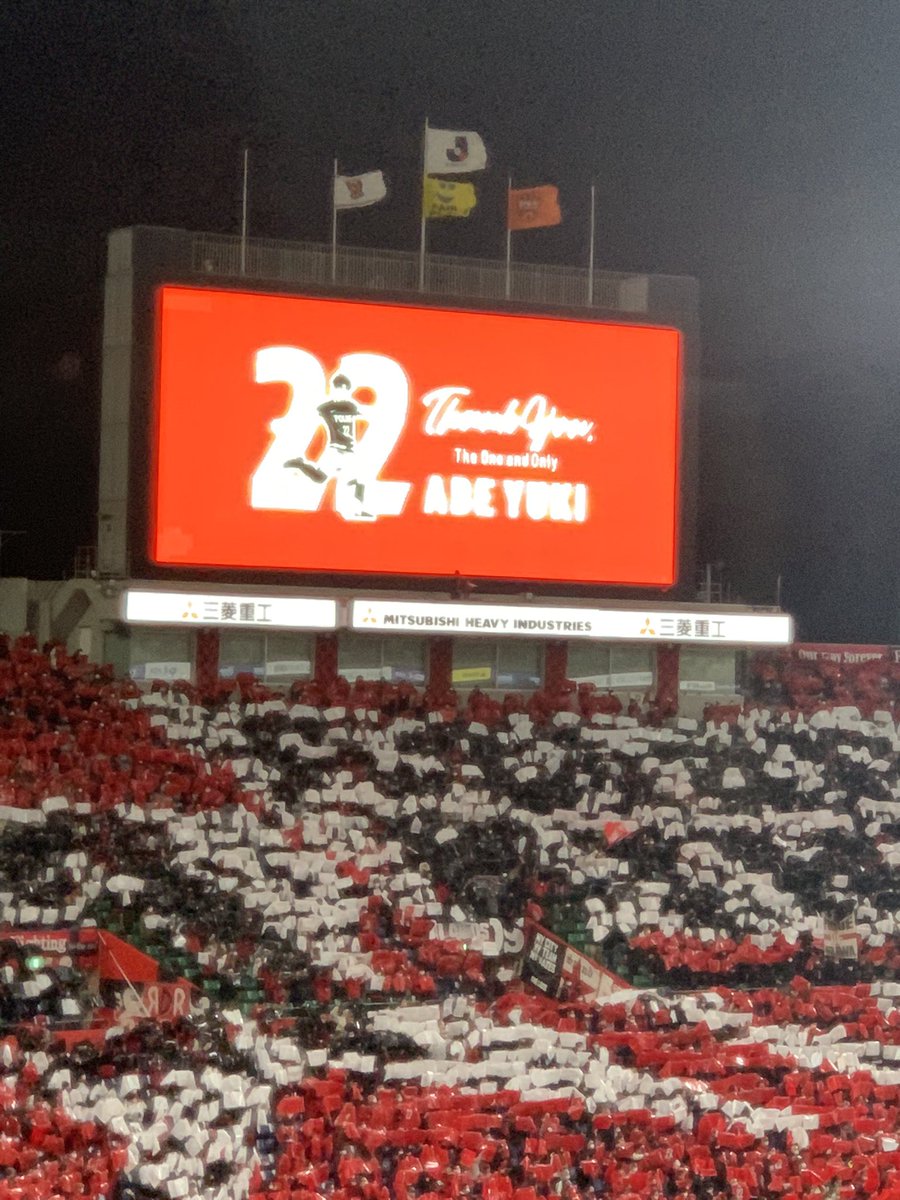 J
22
22
Thank You,
The One and Only
ABE YUKI
三菱重工 MITSUBISHI HEAVY INDUSTRIES 三菱重工